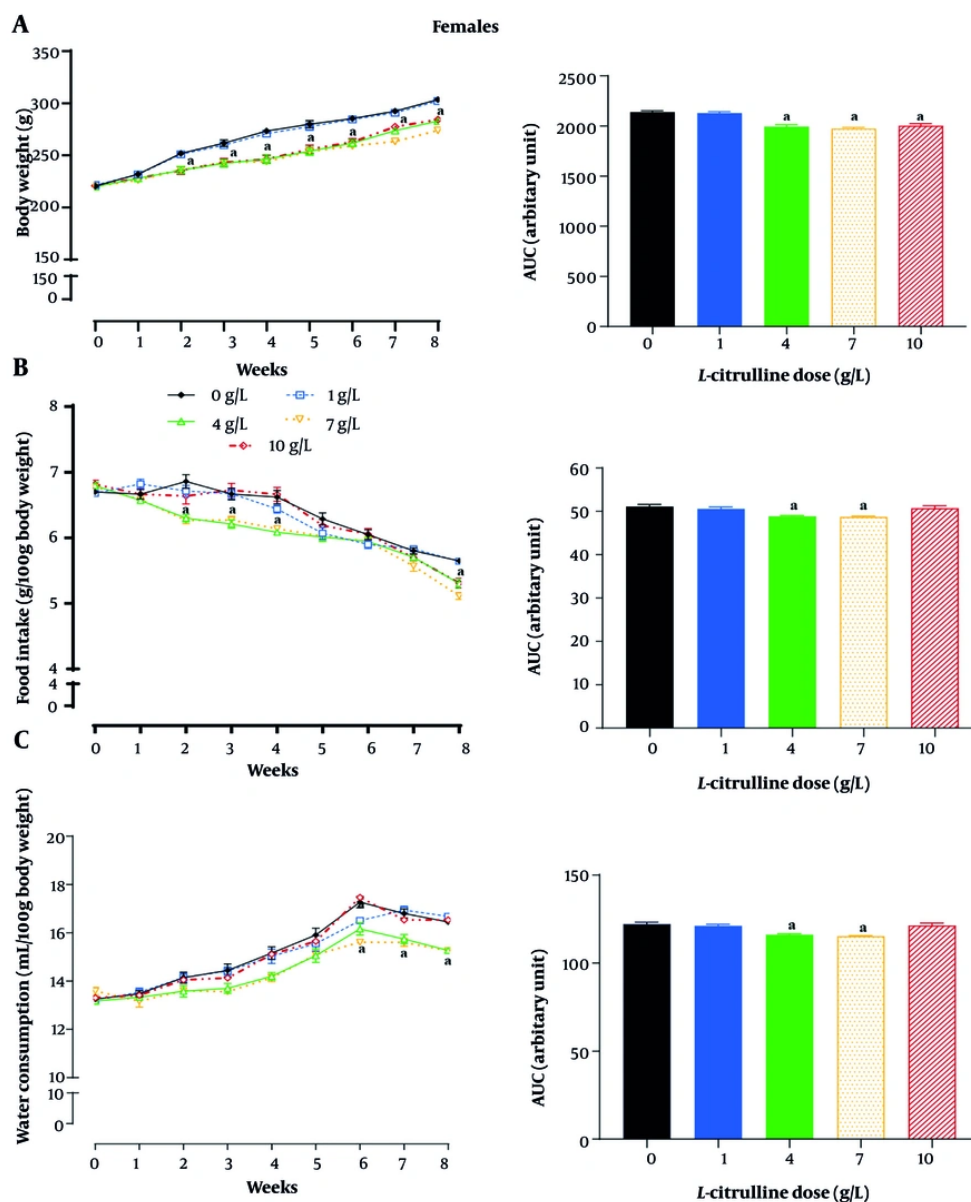 A
Females
Body weight (g)
350
300
250
200
150
150
0
a a a a a a a
0 1 2 3 4 5 6 7 8
Weeks
AUC (arbitary unit)
2500
2000
1500
1000
500
0
a a a
0 1 4 7 10
L-citrulline dose (g/L)
B
0 g/L 1 g/L
4 g/L 7 g/L
10 g/L
Food intake (g/100g body weight)
8
7
6
5
4
4
0
a a a a
0 1 2 3 4 5 6 7 8
Weeks
AUC (arbitary unit)
60
50
40
30
20
10
0
a a
0 1 4 7 10
L-citrulline dose (g/L)
C
Water consumption (ml/100g body weight)
20
18
16
14
12
10
10
0
a a a
0 1 2 3 4 5 6 7 8
Weeks
AUC (arbitary unit)
150
100
50
0
a a
0 1 4 7 10
L-citrulline dose (g/L)